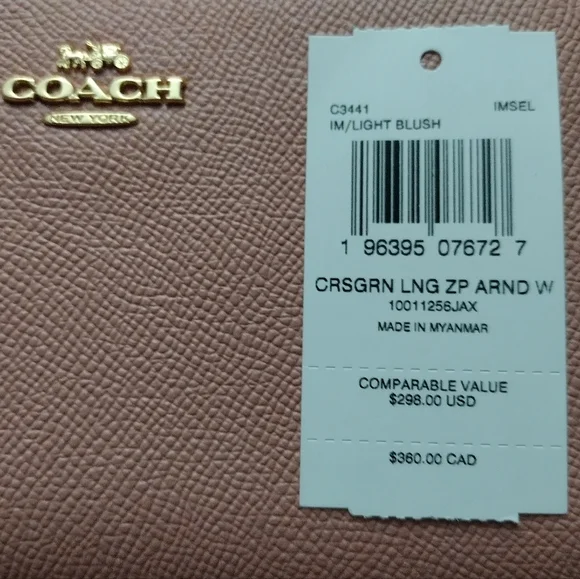 COACH
NEW YORK
C3441 IMSEL
IM/LIGHT BLUSH
1 96395 07672 7
CRSGRN LNG ZP ARND W
10011256JAX
MADE IN MYANMAR
COMPARABLE VALUE
$298.00 USD
$360.00 CAD